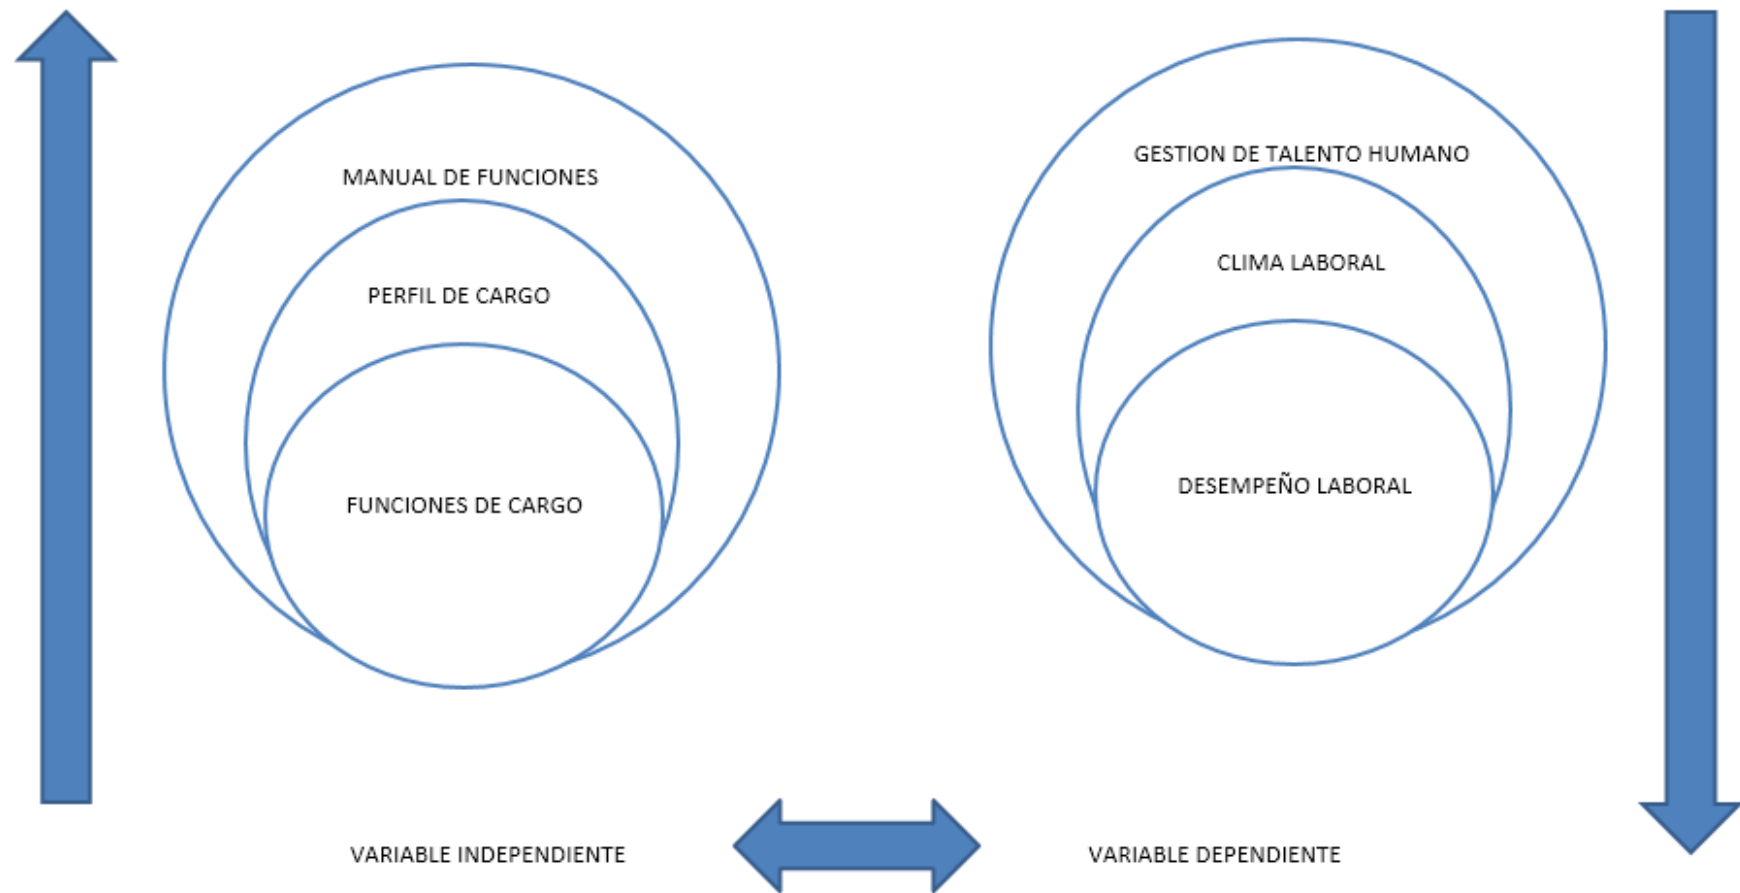 MANUAL DE FUNCIONES
PERFIL DE CARGO
FUNCIONES DE CARGO
VARIABLE INDEPENDIENTE
GESTION DE TALENTO HUMANO
CLIMA LABORAL
DESEMPEÑO LABORAL
VARIABLE DEPENDIENTE